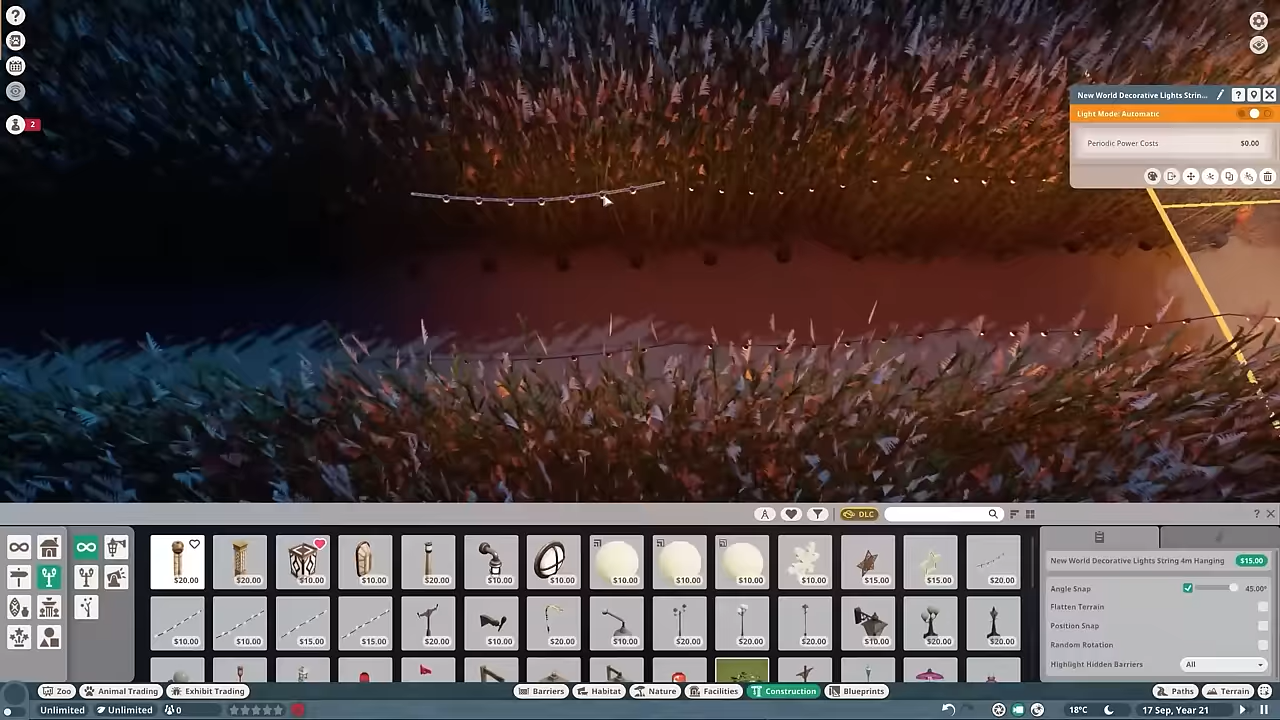 2
New World Decorative Lights Strin...
Light Mode: Automatic
Periodic Power Costs $0.00
DLC
$20.00 $20.00 $10.00 $10.00 $20.00 $10.00 $10.00 $10.00 $10.00 $10.00 $10.00 $15.00 $15.00 $20.00
$10.00 $10.00 $15.00 $15.00 $20.00 $10.00 $20.00 $10.00 $20.00 $20.00 $20.00 $20.00 $20.00 $20.00
New World Decorative Lights String 4m Hanging $15.00
Angle Snap 45.00°
Flatten Terrain
Position Snap
Random Rotation
Highlight Hidden Barriers All
Zoo Animal Trading Exhibit Trading Barriers Habitat Nature Facilities Construction Blueprints Paths Terrain
Unlimited Unlimited 0 18°C 17 Sep, Year 21